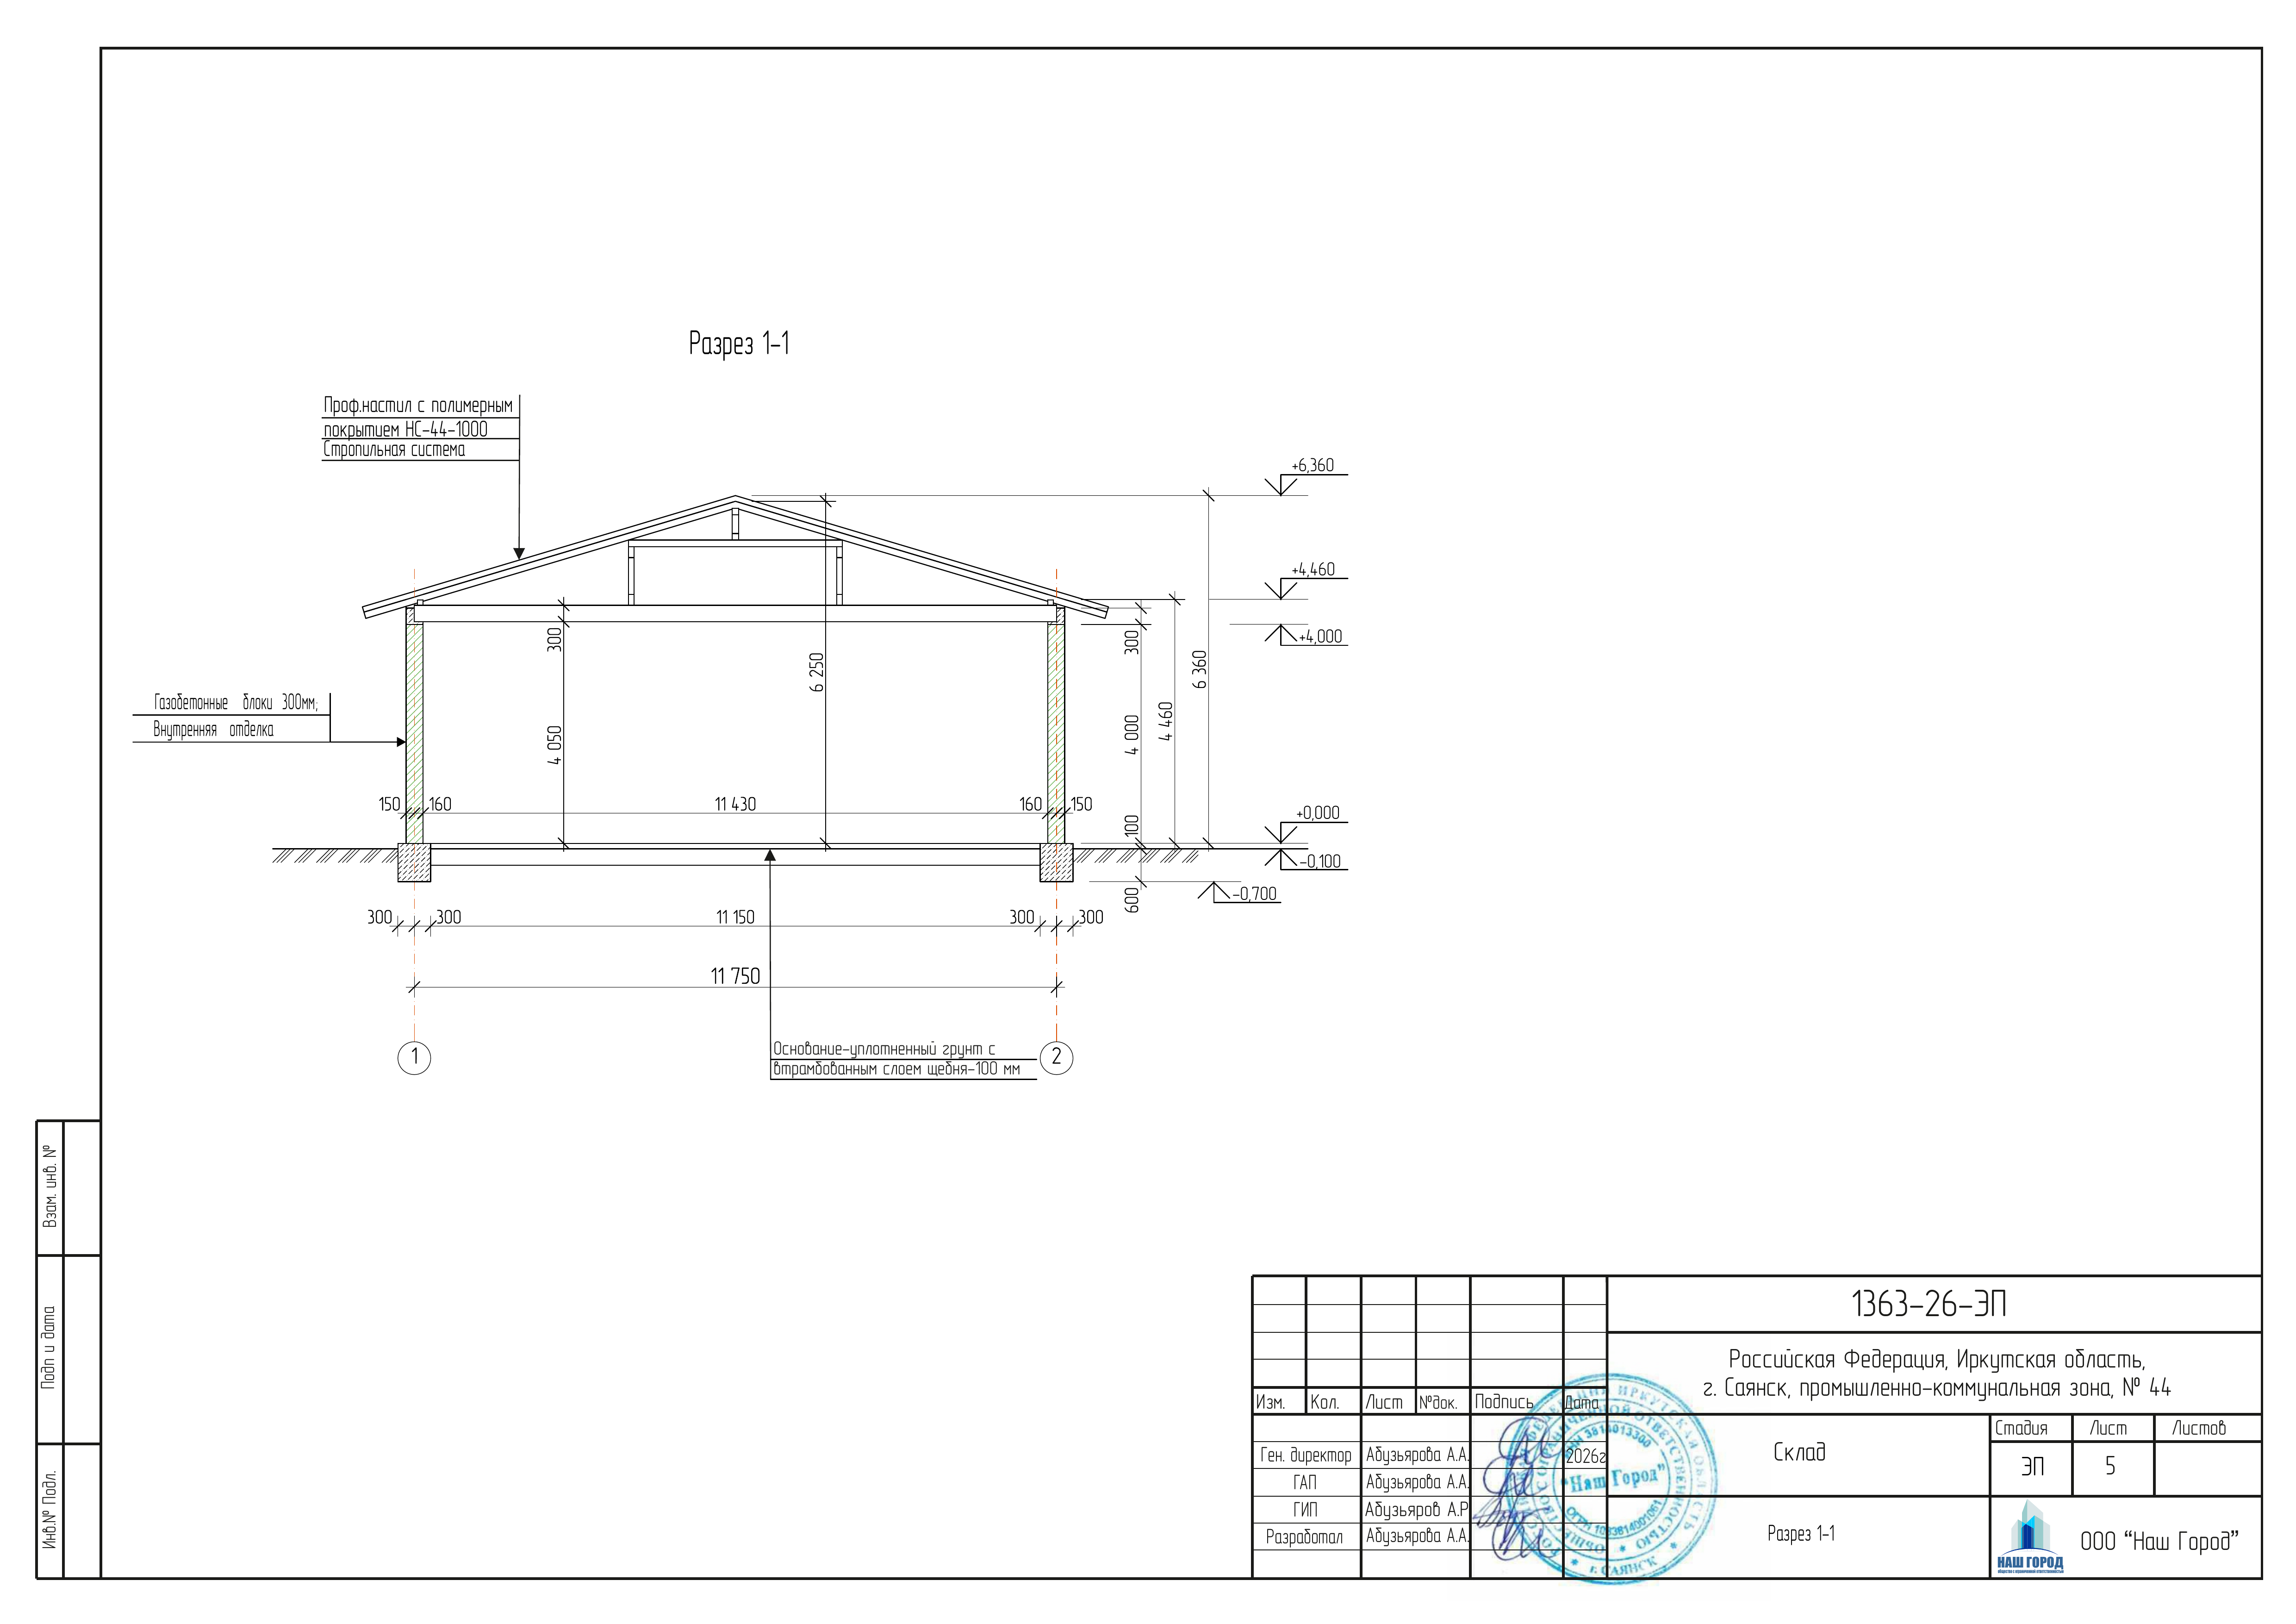 Разрез 1-1
Проф.настил с полимерным
покрытием НС-44-1000
Стропильная система
+6,360
+4,460
+4,000
300
300
6 250
6 360
4 460
4 000
4 050
Газобетонные блоки 300мм;
Внутренняя отделка
150
160
11 430
160
150
100
+0,000
-0,100
-0,700
600
300
300
11 150
300
300
11 750
1
2
Основание-уплотненный грунт с
втрамбованным слоем щебня-100 мм
Взам. инв. №
Подп и дата
Инв.№ Подл.
1363-26-ЭП
Российская Федерация, Иркутская область,
г. Саянск, промышленно-коммунальная зона, № 44
Изм. Кол. Лист №док. Подпись Дата
Склад
Стадия Лист Листов
ЭП 5
Ген. директор Абузьярова А.А. 2026г
ГАП Абузьярова А.А.
ГИП Абузьяров А.Р
Разработал Абузьярова А.А.
Разрез 1-1
ООО “Наш Город”
НАШ ГОРОД
"Наш Город"
ИНН 3814013300
г. САЯНСК